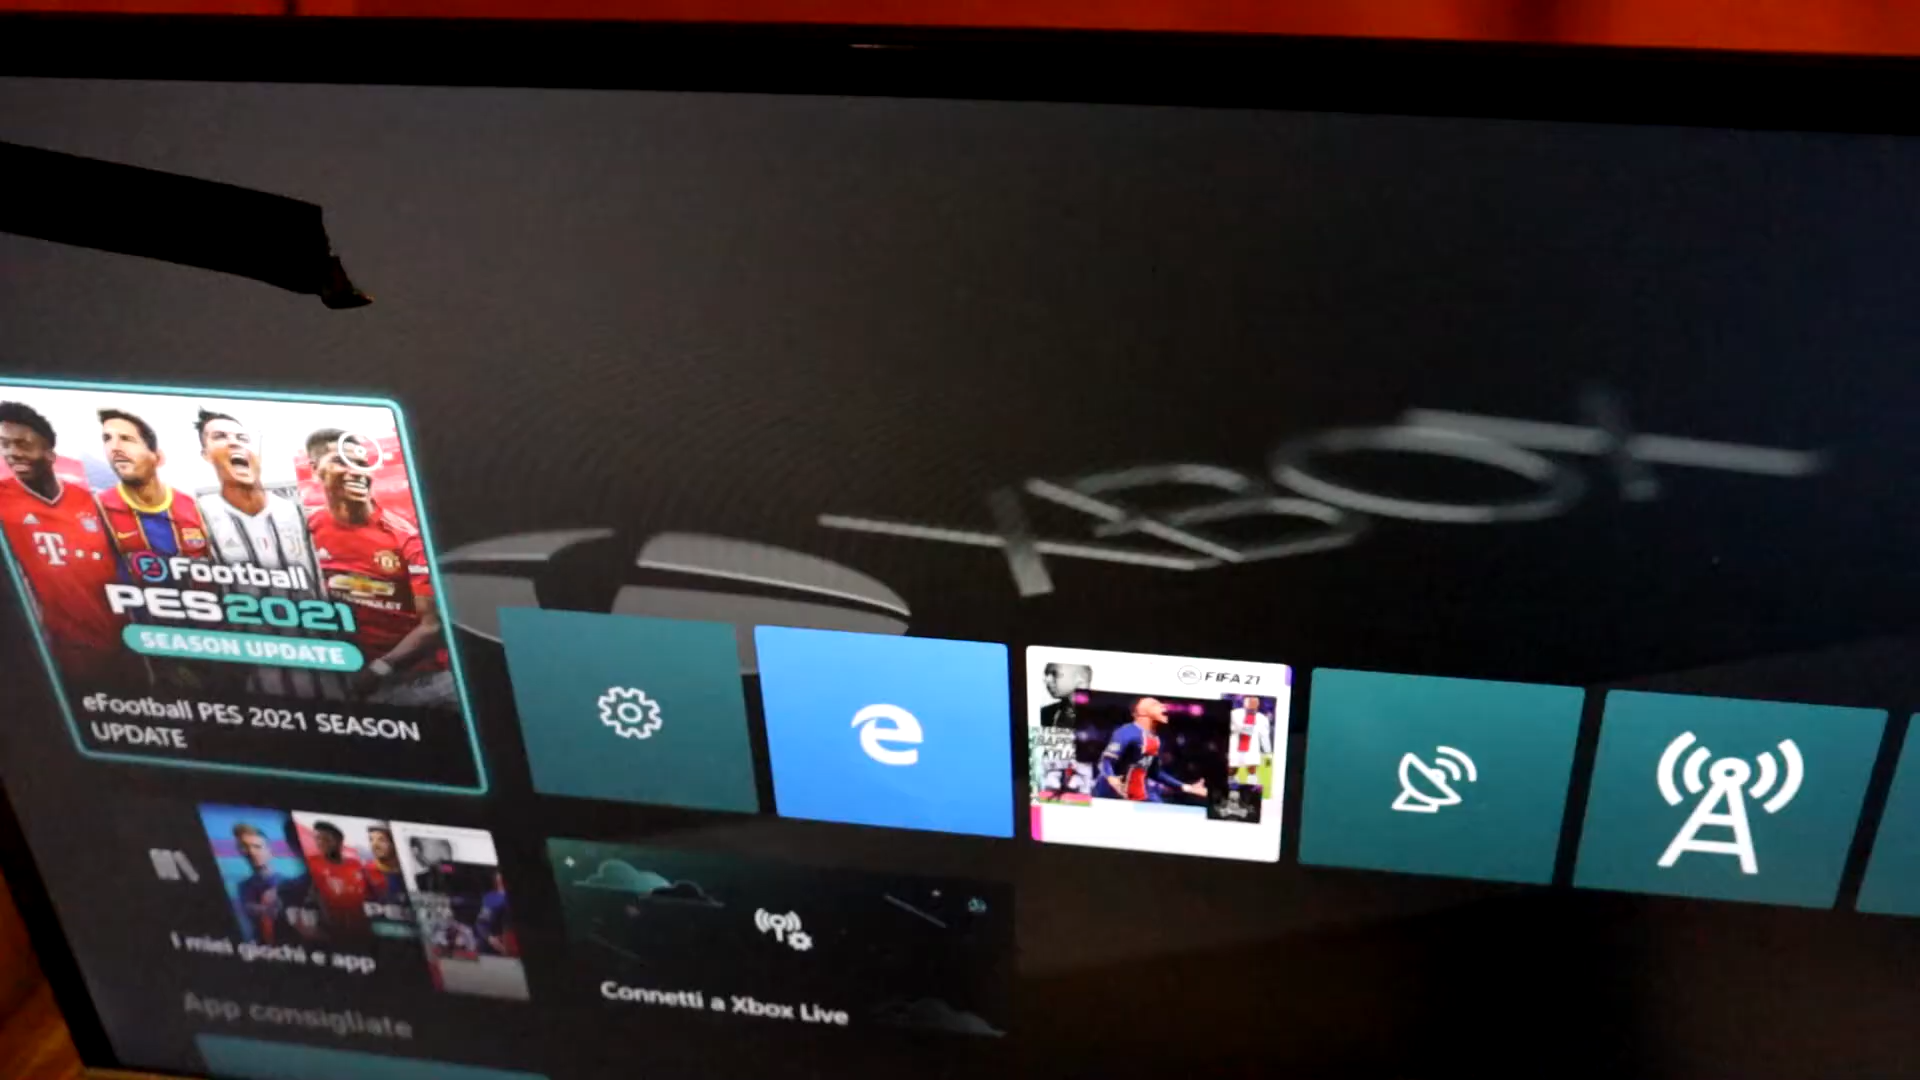 XBOX
eFootball
PES2021
SEASON UPDATE
eFootball PES 2021 SEASON
UPDATE
FIFA 21
I miei giochi e app
Connetti a Xbox Live
App consigliate